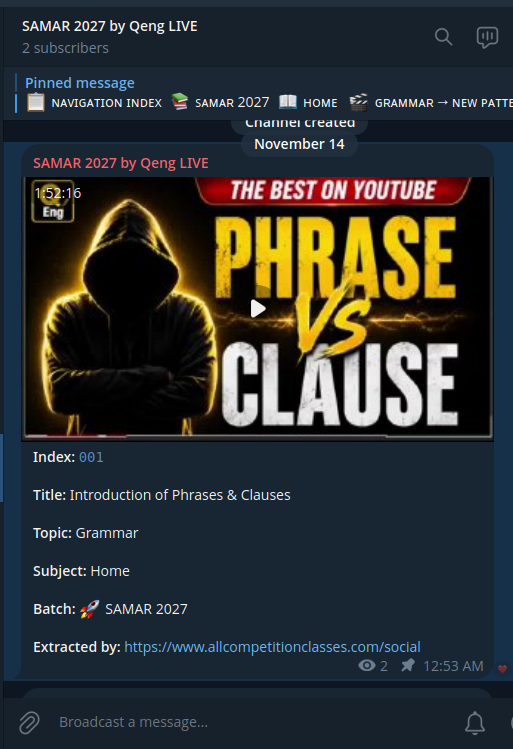 SAMAR 2027 by Qeng LIVE
2 subscribers
Pinned message
📋 NAVIGATION INDEX 📚 SAMAR 2027 📖 HOME 🎬 GRAMMAR → NEW PATTE
Channel created
November 14
SAMAR 2027 by Qeng LIVE
1:52:16
Eng
THE BEST ON YOUTUBE
PHRASE
VS
CLAUSE
Index: 001
Title: Introduction of Phrases & Clauses
Topic: Grammar
Subject: Home
Batch: 🚀 SAMAR 2027
Extracted by: https://www.allcompetitionclasses.com/social
2 12:53 AM
Broadcast a message...